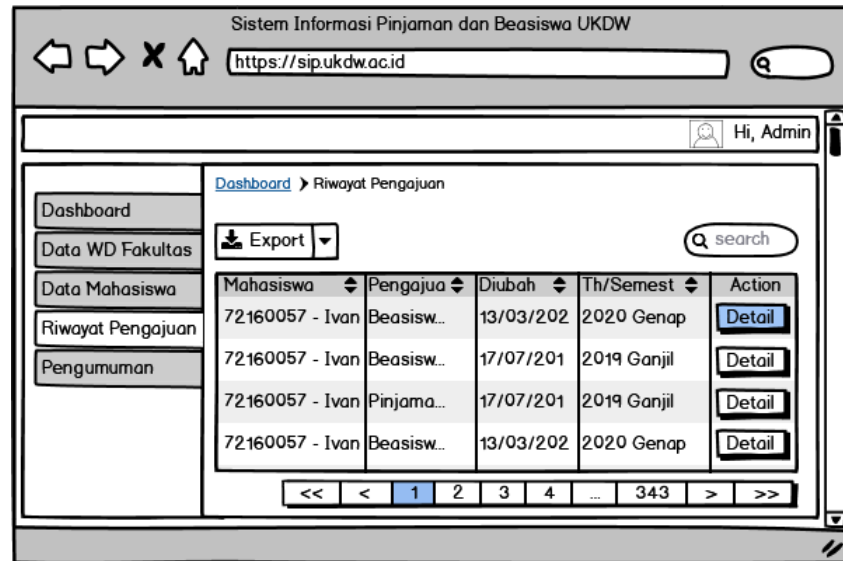 Sistem Informasi Pinjaman dan Beasiswa UKDW
https://sip.ukdw.ac.id
Hi, Admin
Dashboard
Data WD Fakultas
Data Mahasiswa
Riwayat Pengajuan
Pengumuman
Dashboard Riwayat Pengajuan
Export
search
Mahasiswa Pengajua Diubah Th/Semest Action
72160057 - Ivan Beasisw... 13/03/202 2020 Genap Detail
72160057 - Ivan Beasisw... 17/07/201 2019 Ganjil Detail
72160057 - Ivan Pinjama... 17/07/201 2019 Ganjil Detail
72160057 - Ivan Beasisw... 13/03/202 2020 Genap Detail
<< < 1 2 3 4 ... 343 > >>